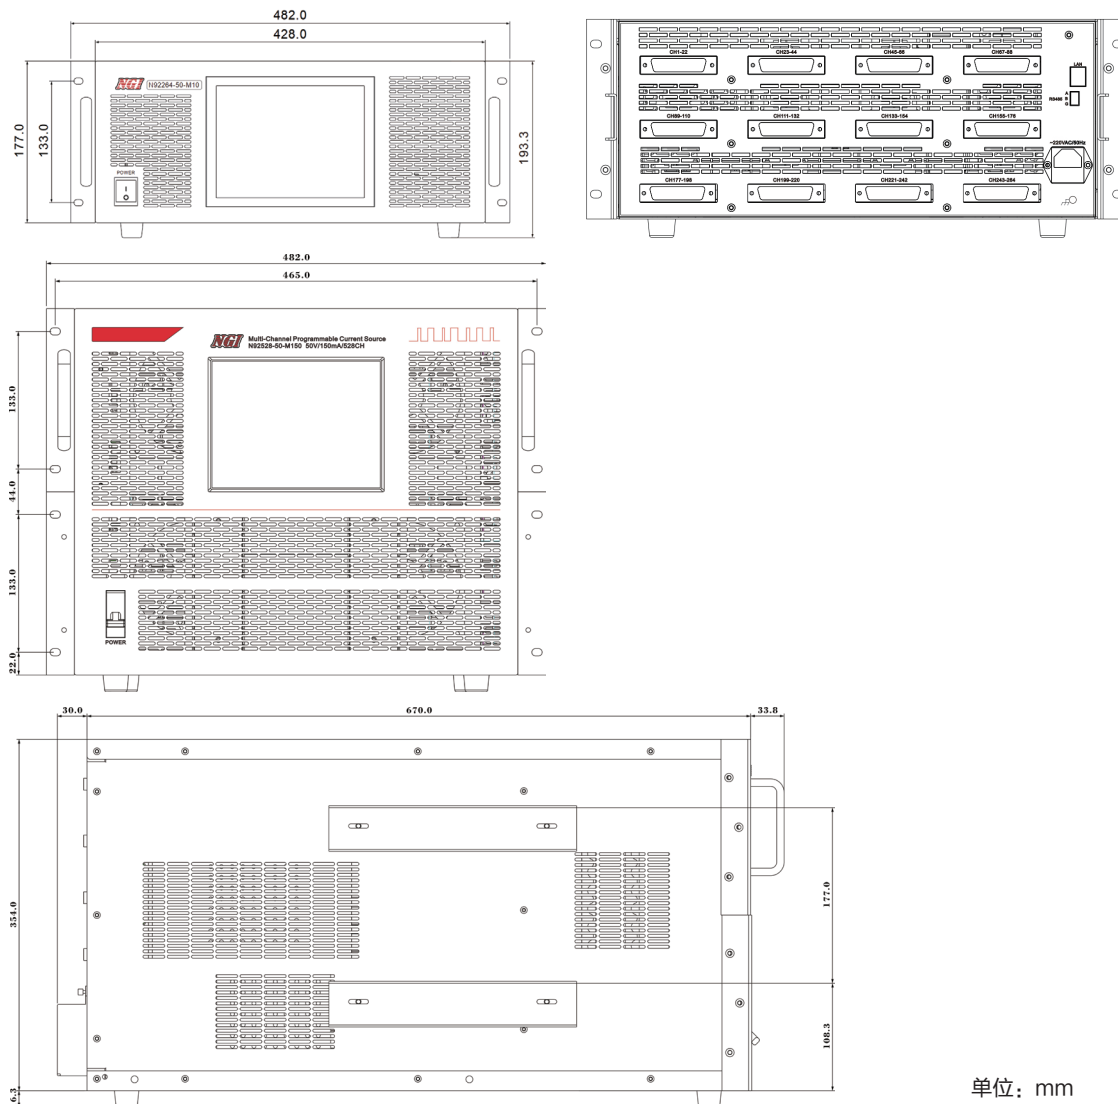 482.0
428.0
177.0
133.0
193.3
NGI N92264-50-M10
POWER
CH1-22 CH23-44 CH45-66 CH67-88
LAN
RS485 A B
CH89-110 CH111-132 CH133-154 CH155-176
~220VAC/50Hz
CH177-198 CH199-220 CH221-242 CH243-264
482.0
465.0
NGI Multi-Channel Programmable Current Source
N92528-50-M150 50V/150mA/528CH
133.0
44.0
133.0
22.0
POWER
30.0 670.0 33.8
354.0
177.0
108.3
6.3
单位：mm